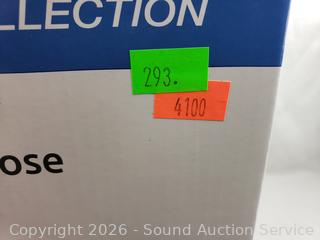 LLECTION
293.
4100
ose
Copyright 2026 - Sound Auction Service